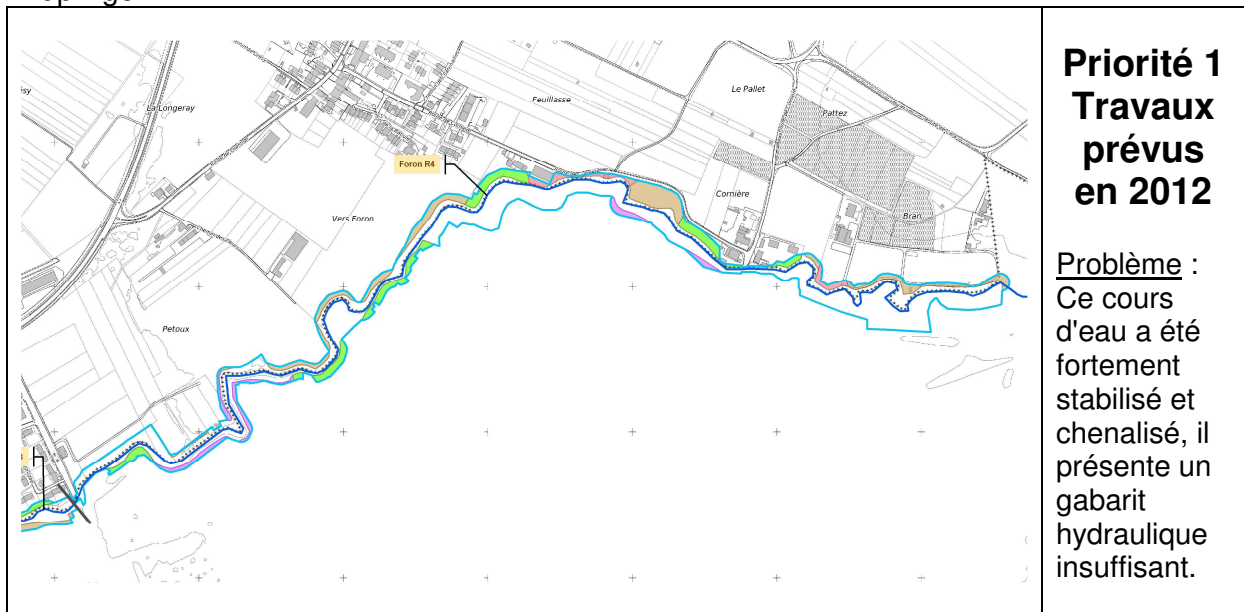 La Longeray
Feuillasse
Le Pallet
Pattez
Foron R4
Cornière
Vers Foron
Bran
Petoux
Priorité 1
Travaux
prévus
en 2012
Problème :
Ce cours
d'eau a été
fortement
stabilisé et
chenalisé, il
présente un
gabarit
hydraulique
insuffisant.